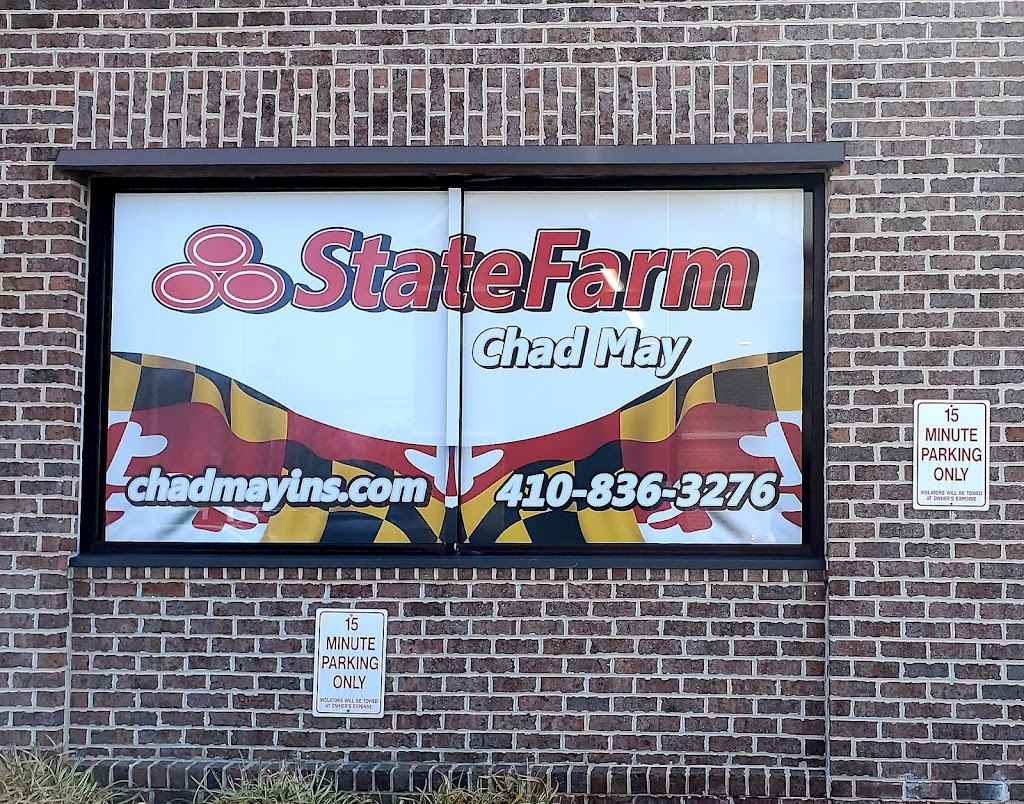 StateFarm
Chad May
chadmayins.com 410-836-3276
15
MINUTE
PARKING
ONLY
VIOLATORS WILL BE TOWED
AT OWNER'S EXPENSE
15
MINUTE
PARKING
ONLY
VIOLATORS WILL BE TOWED
AT OWNER'S EXPENSE